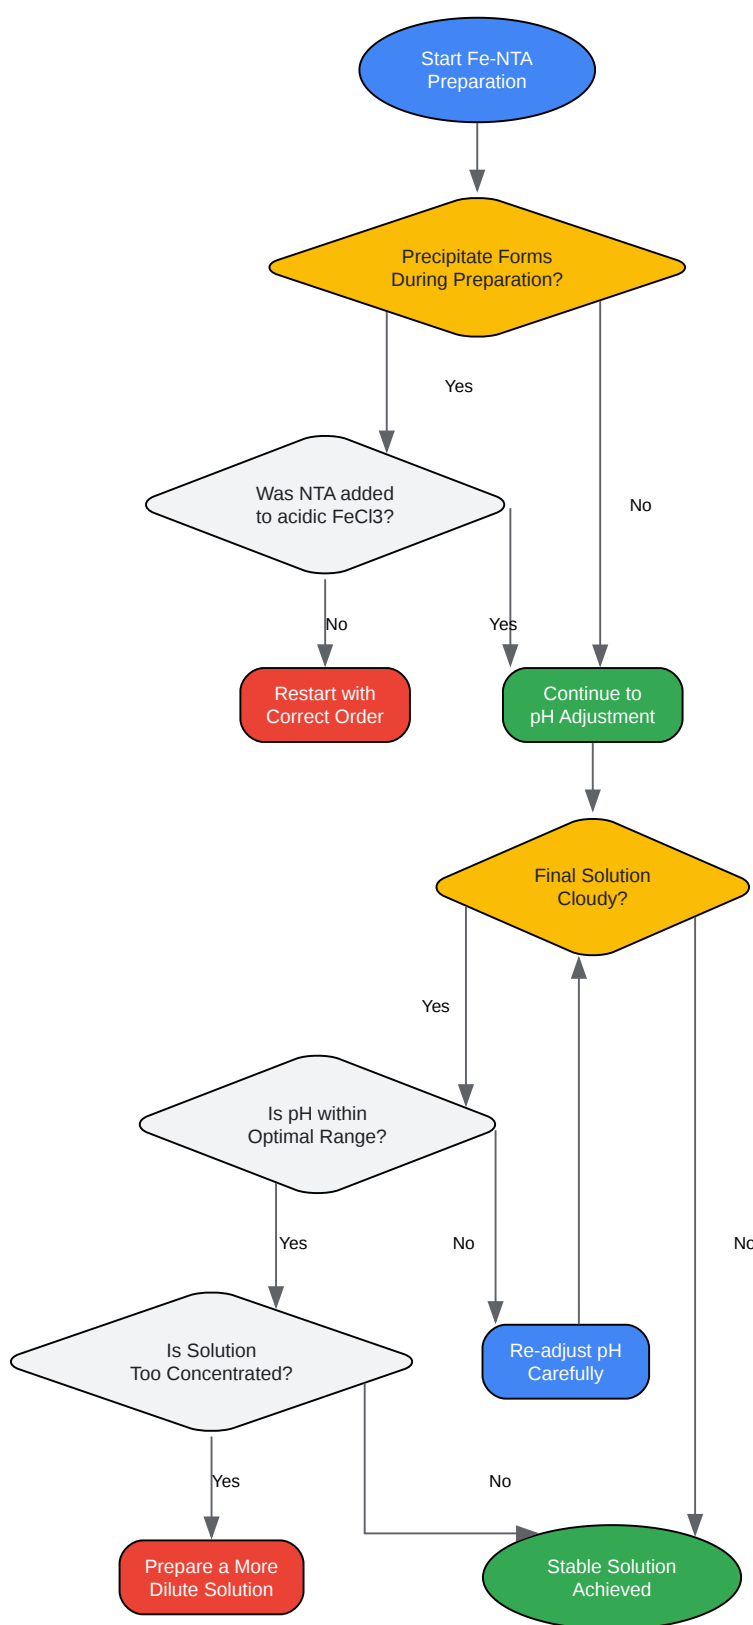 Start Fe-NTA
Preparation
Precipitate Forms
During Preparation?
Yes
Was NTA added
to acidic FeCl3?
No
No
Yes
Restart with
Correct Order
Continue to
pH Adjustment
Final Solution
Cloudy?
Yes
Is pH within
Optimal Range?
Yes
No
No
Is Solution
Too Concentrated?
Re-adjust pH
Carefully
Yes
No
Prepare a More
Dilute Solution
Stable Solution
Achieved